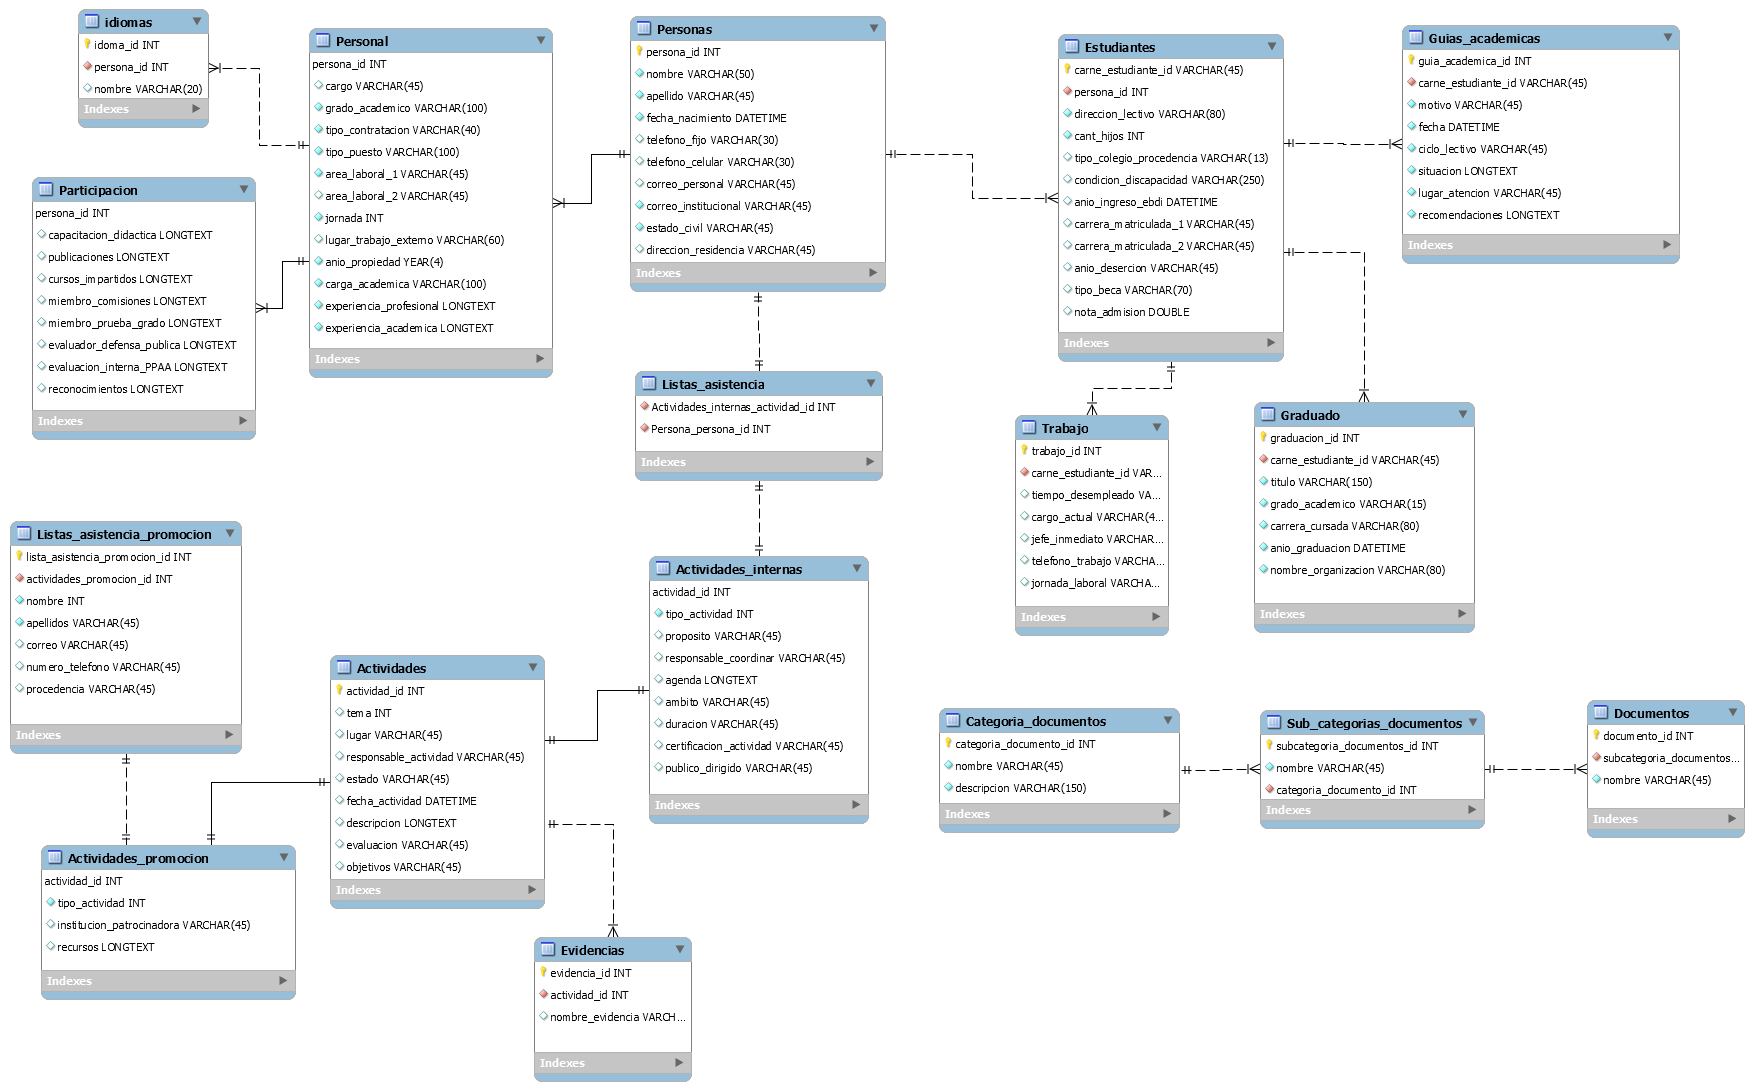 idiomas
idoma_id INT
persona_id INT
nombre VARCHAR(20)
Indexes
Personal
persona_id INT
cargo VARCHAR(45)
grado_academico VARCHAR(100)
tipo_contratacion VARCHAR(40)
tipo_puesto VARCHAR(100)
area_laboral_1 VARCHAR(45)
area_laboral_2 VARCHAR(45)
jornada INT
lugar_trabajo_externo VARCHAR(60)
anio_propiedad YEAR(4)
carga_academica VARCHAR(100)
experiencia_profesional LONGTEXT
experiencia_academica LONGTEXT
Indexes
Personas
persona_id INT
nombre VARCHAR(50)
apellido VARCHAR(45)
fecha_nacimiento DATETIME
telefono_fijo VARCHAR(30)
telefono_celular VARCHAR(30)
correo_personal VARCHAR(45)
correo_institucional VARCHAR(45)
estado_civil VARCHAR(45)
direccion_residencia VARCHAR(45)
Indexes
Estudiantes
carne_estudiante_id VARCHAR(45)
persona_id INT
direccion_lectivo VARCHAR(80)
cant_hijos INT
tipo_colegio_procedencia VARCHAR(13)
condicion_discapacidad VARCHAR(250)
anio_ingreso_ebdi DATETIME
carrera_matriculada_1 VARCHAR(45)
carrera_matriculada_2 VARCHAR(45)
anio_desercion VARCHAR(45)
tipo_beca VARCHAR(70)
nota_admision DOUBLE
Indexes
Guias_academicas
guia_academica_id INT
carne_estudiante_id VARCHAR(45)
motivo VARCHAR(45)
fecha DATETIME
ciclo_lectivo VARCHAR(45)
situacion LONGTEXT
lugar_atencion VARCHAR(45)
recomendaciones LONGTEXT
Indexes
Participacion
persona_id INT
capacitacion_didactica LONGTEXT
publicaciones LONGTEXT
cursos_impartidos LONGTEXT
miembro_comisiones LONGTEXT
miembro_prueba_grado LONGTEXT
evaluador_defensa_publica LONGTEXT
evaluacion_interna_PPAA LONGTEXT
reconocimientos LONGTEXT
Indexes
Listas_asistencia
Actividades_internas_actividad_id INT
Persona_persona_id INT
Indexes
Trabajo
trabajo_id INT
carne_estudiante_id VAR...
tiempo_desempleado VA...
cargo_actual VARCHAR(4...
jefe_inmediato VARCHAR...
telefono_trabajo VARCHA...
jornada_laboral VARCHA...
Indexes
Graduado
graduacion_id INT
carne_estudiante_id VARCHAR(45)
titulo VARCHAR(150)
grado_academico VARCHAR(15)
carrera_cursada VARCHAR(80)
anio_graduacion DATETIME
nombre_organizacion VARCHAR(80)
Indexes
Listas_asistencia_promocion
lista_asistencia_promocion_id INT
actividades_promocion_id INT
nombre INT
apellidos VARCHAR(45)
correo VARCHAR(45)
numero_telefono VARCHAR(45)
procedencia VARCHAR(45)
Indexes
Actividades_internas
actividad_id INT
tipo_actividad INT
proposito VARCHAR(45)
responsable_coordinar VARCHAR(45)
agenda LONGTEXT
ambito VARCHAR(45)
duracion VARCHAR(45)
certificacion_actividad VARCHAR(45)
publico_dirigido VARCHAR(45)
Indexes
Actividades
actividad_id INT
tema INT
lugar VARCHAR(45)
responsable_actividad VARCHAR(45)
estado VARCHAR(45)
fecha_actividad DATETIME
descripcion LONGTEXT
evaluacion VARCHAR(45)
objetivos VARCHAR(45)
Indexes
Categoria_documentos
categoria_documento_id INT
nombre VARCHAR(45)
descripcion VARCHAR(150)
Indexes
Sub_categorias_documentos
subcategoria_documentos_id INT
nombre VARCHAR(45)
categoria_documento_id INT
Indexes
Documentos
documento_id INT
subcategoria_documentos...
nombre VARCHAR(45)
Indexes
Actividades_promocion
actividad_id INT
tipo_actividad INT
institucion_patrocinadora VARCHAR(45)
recursos LONGTEXT
Indexes
Evidencias
evidencia_id INT
actividad_id INT
nombre_evidencia VARCH...
Indexes